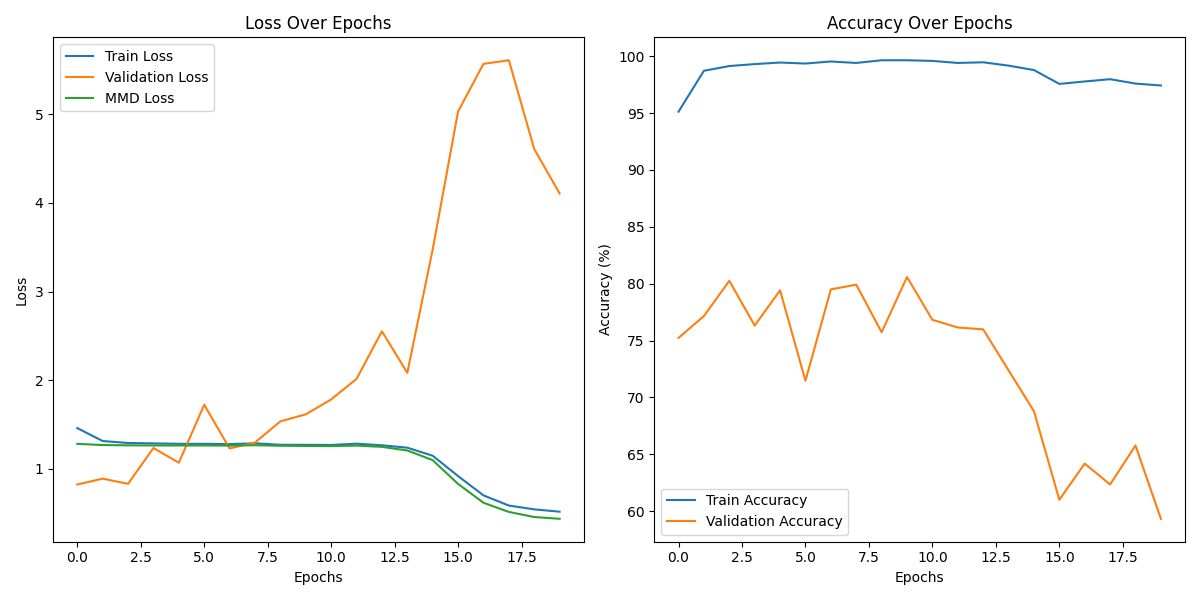 Loss Over Epochs
Train Loss
Validation Loss
MMD Loss
5
4
3
2
1
Loss
0.0 2.5 5.0 7.5 10.0 12.5 15.0 17.5
Epochs
Accuracy Over Epochs
100
95
90
85
80
75
70
65
60
Accuracy (%)
Train Accuracy
Validation Accuracy
0.0 2.5 5.0 7.5 10.0 12.5 15.0 17.5
Epochs